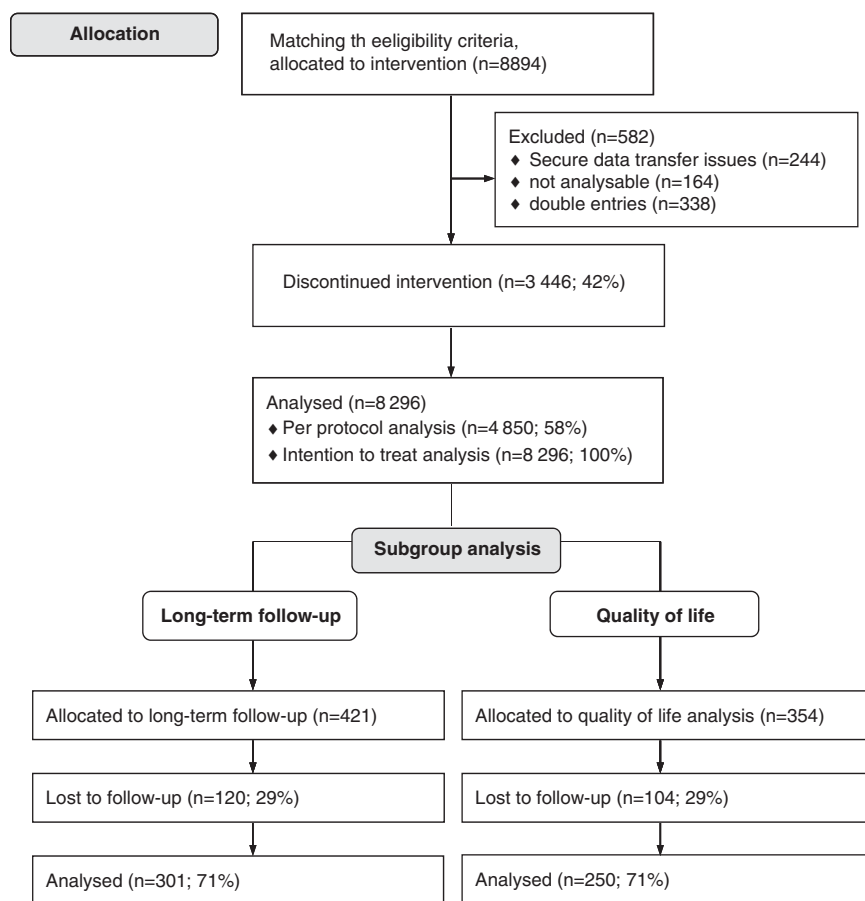 Allocation
Matching th eeligibility criteria,
allocated to intervention (n=8894)
Excluded (n=582)
♦ Secure data transfer issues (n=244)
♦ not analysable (n=164)
♦ double entries (n=338)
Discontinued intervention (n=3 446; 42%)
Analysed (n=8 296)
♦ Per protocol analysis (n=4 850; 58%)
♦ Intention to treat analysis (n=8 296; 100%)
Subgroup analysis
Long-term follow-up
Quality of life
Allocated to long-term follow-up (n=421)
Allocated to quality of life analysis (n=354)
Lost to follow-up (n=120; 29%)
Lost to follow-up (n=104; 29%)
Analysed (n=301; 71%)
Analysed (n=250; 71%)